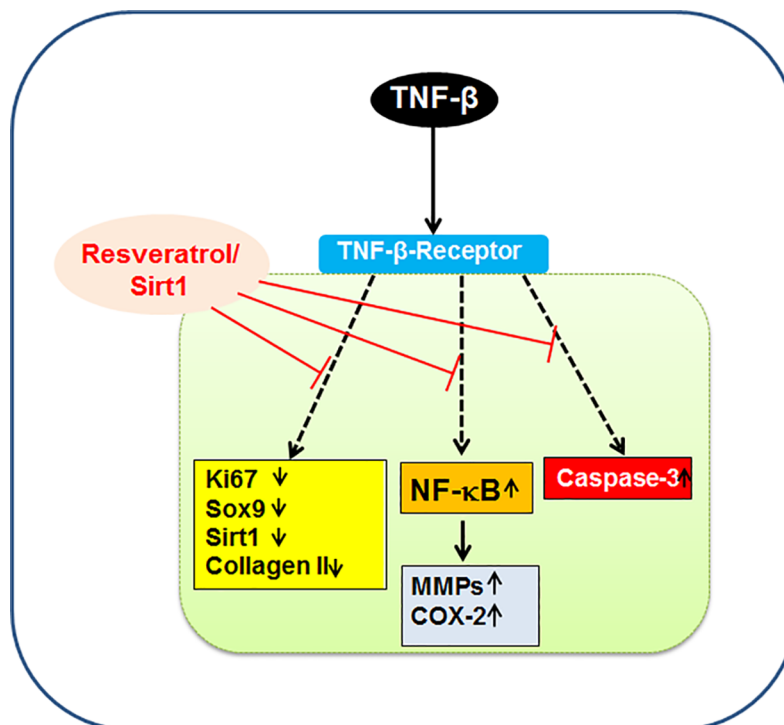 TNF-β
TNF-β-Receptor
Resveratrol/
Sirt1
Ki67 ↓
Sox9 ↓
Sirt1 ↓
Collagen II↓
NF-κB↑
Caspase-3↑
MMPs↑
COX-2↑